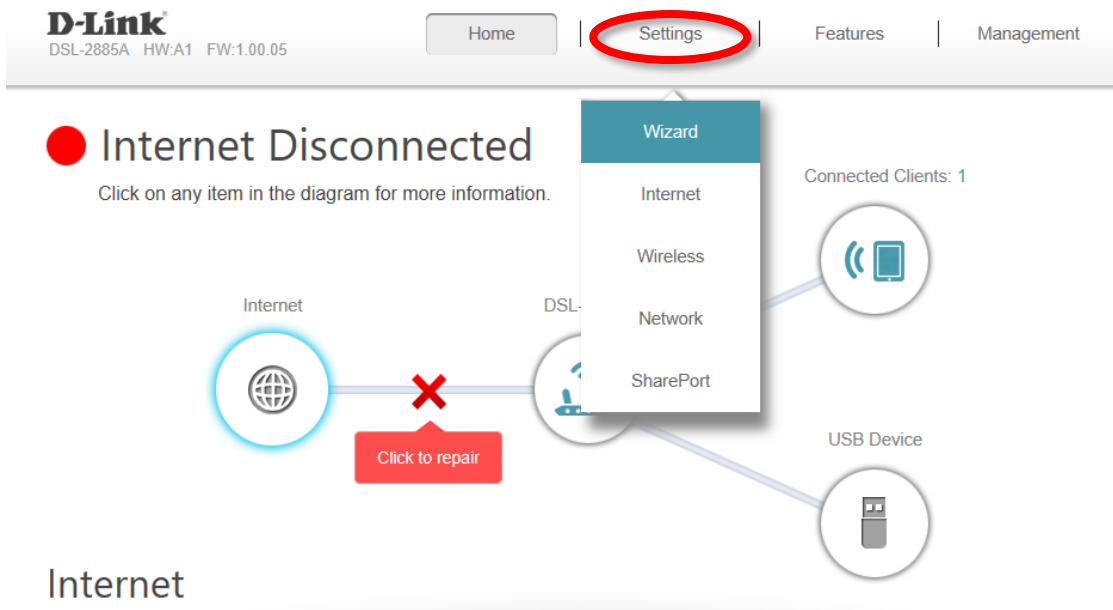 D-Link
DSL-2885A HW:A1 FW:1.00.05
Home
Settings
Features
Management
Wizard
Internet
Wireless
Network
SharePort
Internet Disconnected
Click on any item in the diagram for more information.
Connected Clients: 1
Internet
DSL-
Click to repair
USB Device
Internet